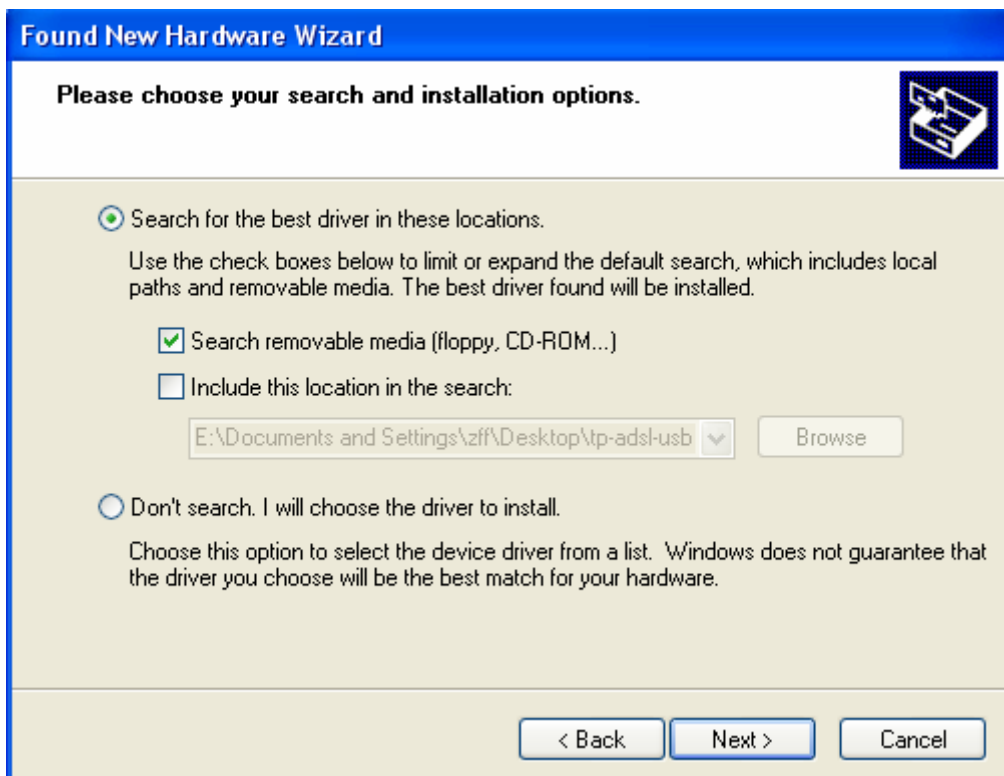 Found New Hardware Wizard
Please choose your search and installation options.
Search for the best driver in these locations.
Use the check boxes below to limit or expand the default search, which includes local
paths and removable media. The best driver found will be installed.
Search removable media (floppy, CD-ROM...)
Include this location in the search:
E:\Documents and Settings\zff\Desktop\tp-adsl-usb
Browse
Don't search. I will choose the driver to install.
Choose this option to select the device driver from a list.  Windows does not guarantee that
the driver you choose will be the best match for your hardware.
< Back
Next >
Cancel